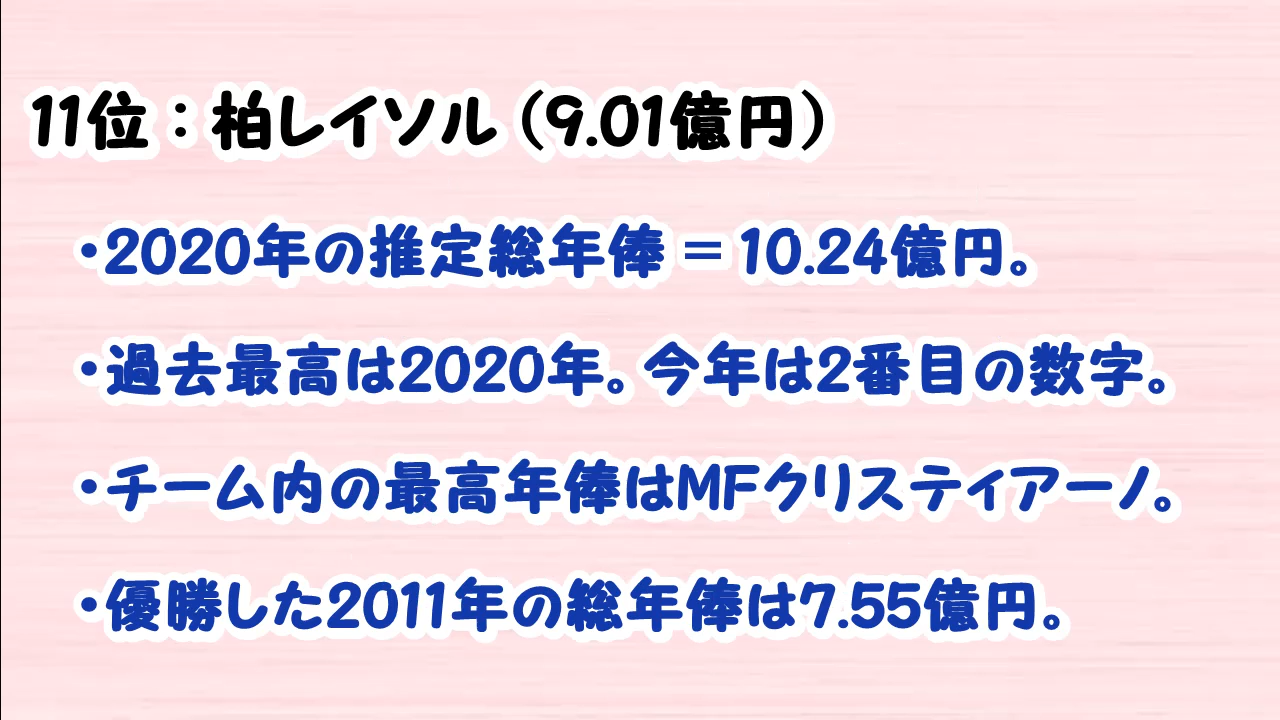 11位：柏レイソル（9.01億円）
・2020年の推定総年俸＝10.24億円。
・過去最高は2020年。今年は2番目の数字。
・チーム内の最高年俸はMFクリスティアーノ。
・優勝した2011年の総年俸は7.55億円。